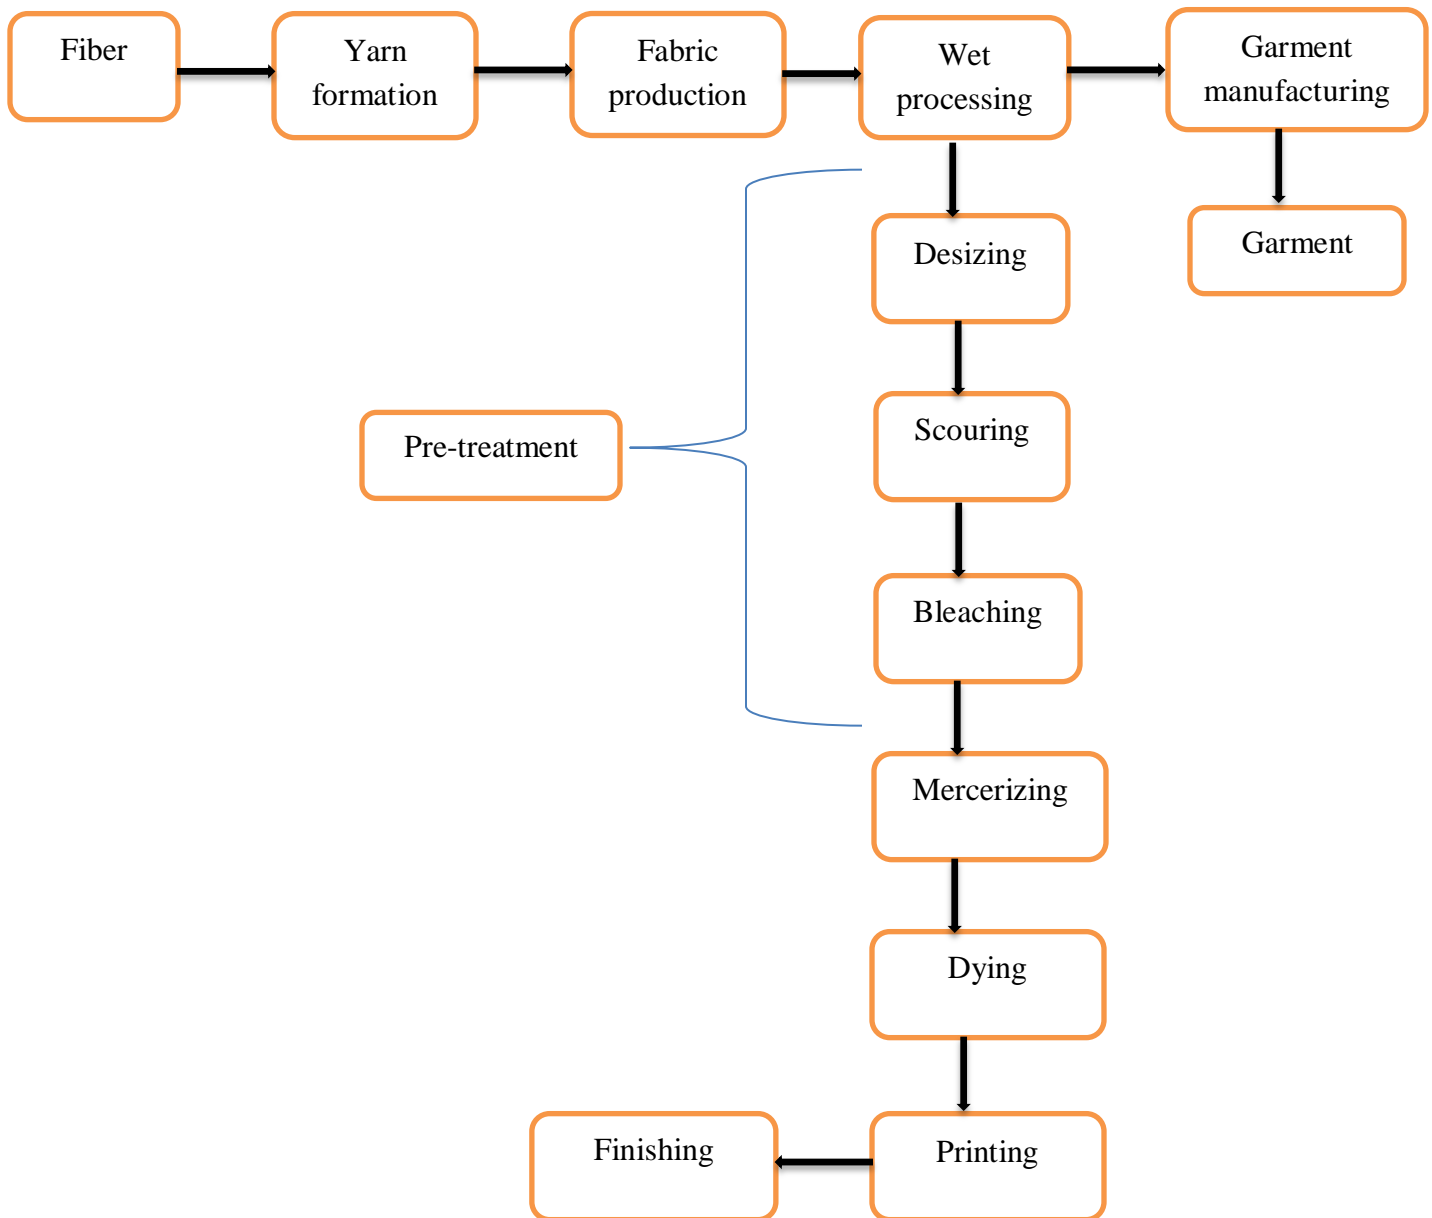 Fiber
Yarn
formation
Fabric
production
Wet
processing
Garment
manufacturing
Garment
Desizing
Scouring
Pre-treatment
Bleaching
Mercerizing
Dying
Printing
Finishing